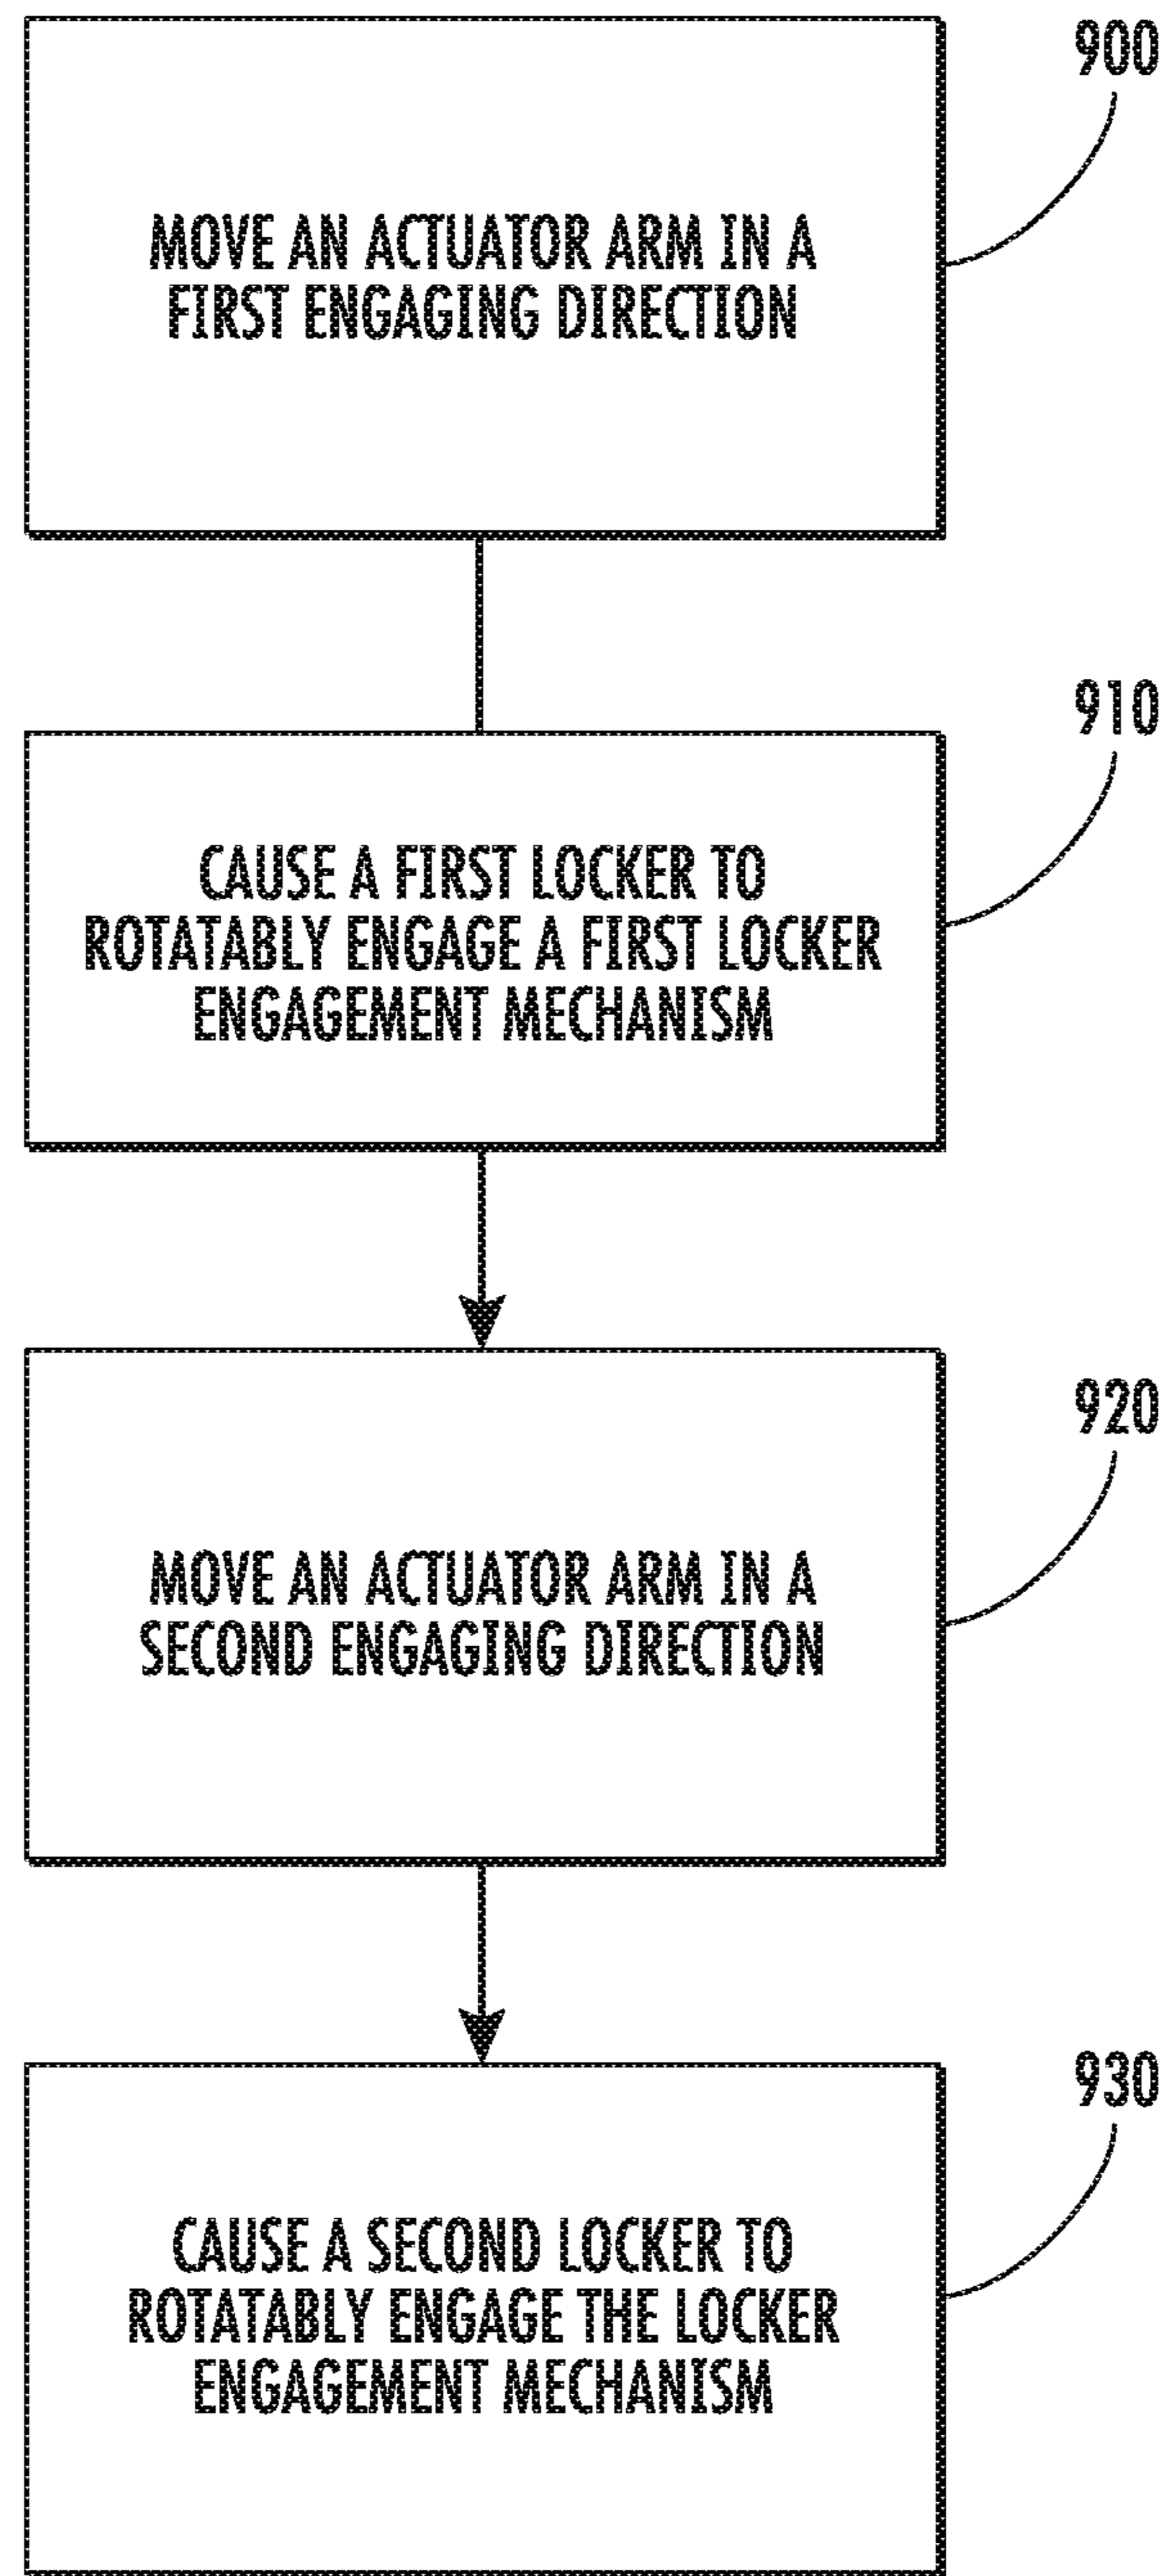 900
MOVE AN ACTUATOR ARM IN A
FIRST ENGAGING DIRECTION
910
CAUSE A FIRST LOCKER TO
ROTATABLY ENGAGE A FIRST LOCKER
ENGAGEMENT MECHANISM
920
MOVE AN ACTUATOR ARM IN A
SECOND ENGAGING DIRECTION
930
CAUSE A SECOND LOCKER TO
ROTATABLY ENGAGE THE LOCKER
ENGAGEMENT MECHANISM